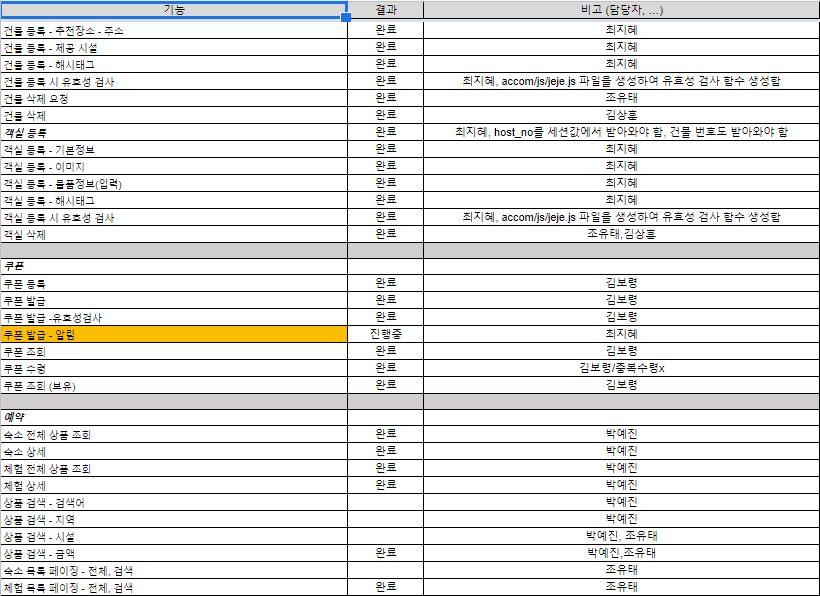 기능 결과 비고 (담당자, ...)
건물 등록 - 추천장소 - 주소 완료 최지혜
건물 등록 - 제공 시설 완료 최지혜
건물 등록 - 해시태그 완료 최지혜
건물 등록 시 유효성 검사 완료 최지혜, accom/js/jeje.js 파일을 생성하여 유효성 검사 함수 생성함
건물 삭제 요청 완료 조유태
건물 삭제 완료 김상훈
객실 등록 완료 최지혜, host_no를 세션값에서 받아와야 함, 건물 번호도 받아와야 함
객실 등록 - 기본정보 완료 최지혜
객실 등록 - 이미지 완료 최지혜
객실 등록 - 물품정보(입력) 완료 최지혜
객실 등록 - 해시태그 완료 최지혜
객실 등록 시 유효성 검사 완료 최지혜, accom/js/jeje.js 파일을 생성하여 유효성 검사 함수 생성함
객실 삭제 완료 조유태,김상훈
쿠폰
쿠폰 등록 완료 김보령
쿠폰 발급 완료 김보령
쿠폰 발급 -유효성검사 완료 김보령
쿠폰 발급 - 알림 진행중 최지혜
쿠폰 조회 완료 김보령
쿠폰 수령 완료 김보령/중복수령x
쿠폰 조회 (보유) 완료 김보령
예약
숙소 전체 상품 조회 완료 박예진
숙소 상세 완료 박예진
체험 전체 상품 조회 완료 박예진
체험 상세 완료 박예진
상품 검색 - 검색어 박예진
상품 검색 - 지역 박예진
상품 검색 - 시설 박예진, 조유태
상품 검색 - 금액 완료 박예진,조유태
숙소 목록 페이징 - 전체, 검색 조유태
체험 목록 페이징 - 전체, 검색 완료 조유태